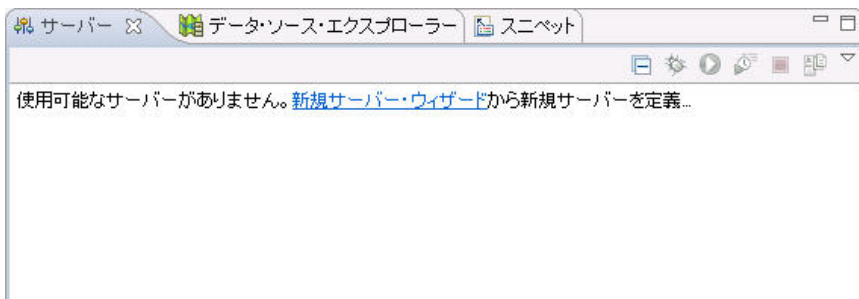 サーバー データ・ソース・エクスプローラー スニペット
使用可能なサーバーがありません。新規サーバー・ウィザードから新規サーバーを定義...